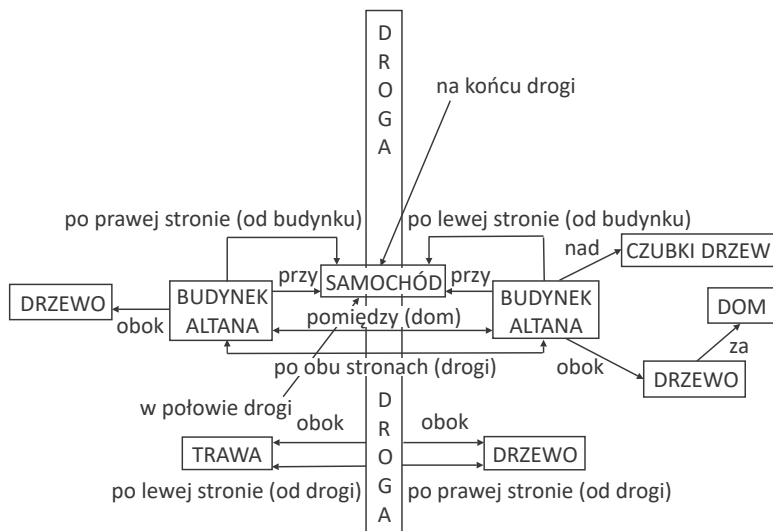 D
R
O
G
A
na końcu drogi
po prawej stronie (od budynku)
po lewej stronie (od budynku)
nad
CZUBKI DRZEW
przy
SAMOCHÓD
przy
DRZEWO
obok
BUDYNEK
ALTANA
BUDYNEK
ALTANA
DOM
pomiędzy (dom)
za
po obu stronach (drogi)
obok
DRZEWO
w połowie drogi
D
R
O
G
A
obok
obok
TRAWA
DRZEWO
po lewej stronie (od drogi)
po prawej stronie (od drogi)